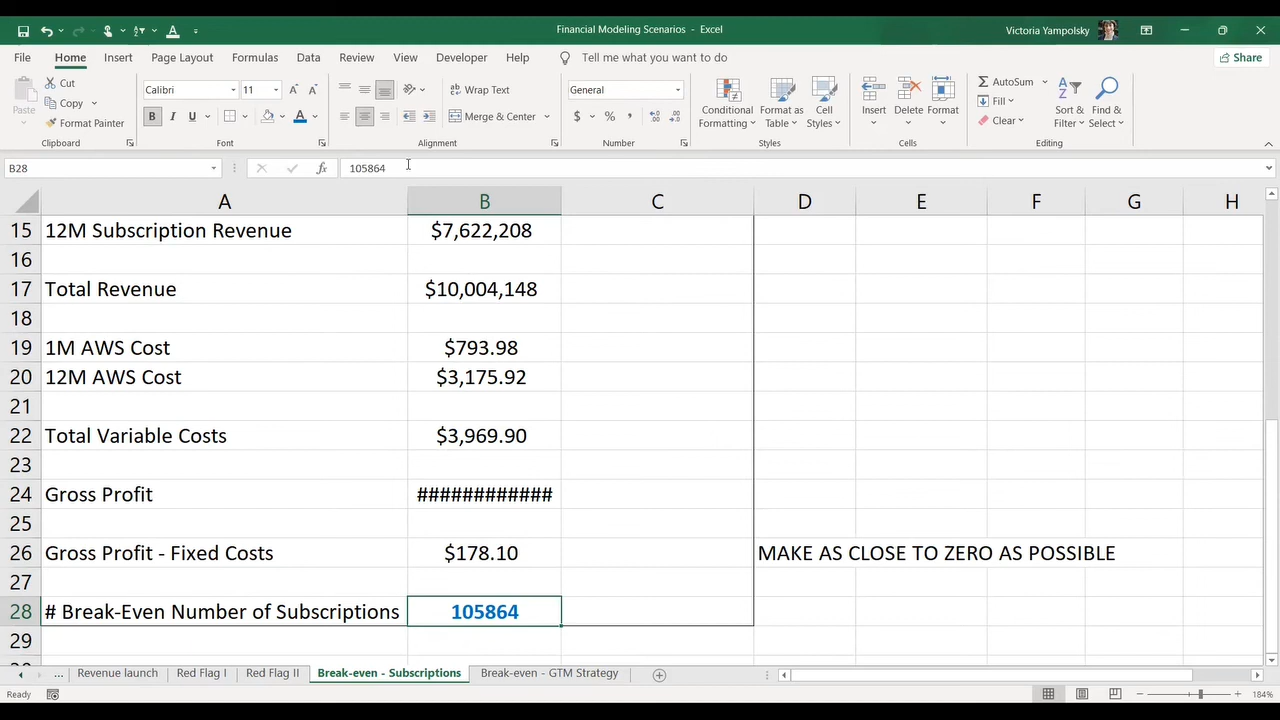 Financial Modeling Scenarios - Excel
Victoria Yampolsky
File Home Insert Page Layout Formulas Data Review View Developer Help Tell me what you want to do Share
Paste
Cut
Copy
Format Painter
Clipboard
Calibri 11
B I U
Font
Wrap Text
Merge & Center
Alignment
General
$ % ,
Number
Conditional Formatting
Format as Table
Cell Styles
Styles
Insert Delete Format
Cells
AutoSum
Fill
Clear
Sort & Filter
Find & Select
Editing
B28 fx 105864
A B C D E F G H
15 12M Subscription Revenue $7,622,208
16
17 Total Revenue $10,004,148
18
19 1M AWS Cost $793.98
20 12M AWS Cost $3,175.92
21
22 Total Variable Costs $3,969.90
23
24 Gross Profit ############
25
26 Gross Profit - Fixed Costs $178.10 MAKE AS CLOSE TO ZERO AS POSSIBLE
27
28 # Break-Even Number of Subscriptions 105864
29
... Revenue launch Red Flag I Red Flag II Break-even - Subscriptions Break-even - GTM Strategy
Ready 184%